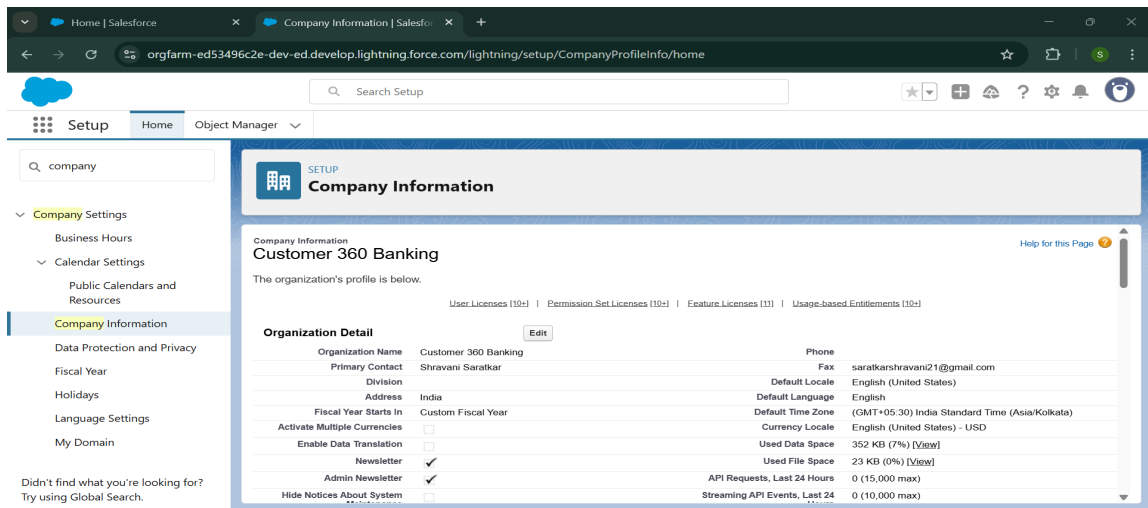 Home | Salesforce
Company Information | Salesfor
orgfarm-ed53496c2e-dev-ed.develop.lightning.force.com/lightning/setup/CompanyProfileInfo/home
S
Search Setup
Setup
Home
Object Manager
company
Company Settings
Business Hours
Calendar Settings
Public Calendars and
Resources
Company Information
Data Protection and Privacy
Fiscal Year
Holidays
Language Settings
My Domain
Didn't find what you're looking for?
Try using Global Search.
SETUP
Company Information
Company Information
Customer 360 Banking
Help for this Page
The organization's profile is below.
User Licenses [10+] | Permission Set Licenses [10+] | Feature Licenses [11] | Usage-based Entitlements [10+]
Organization Detail Edit
Organization Name Customer 360 Banking Phone
Primary Contact Shravani Saratkar Fax saratkarshravani21@gmail.com
Division Default Locale English (United States)
Address India Default Language English
Fiscal Year Starts In Custom Fiscal Year Default Time Zone (GMT+05:30) India Standard Time (Asia/Kolkata)
Activate Multiple Currencies Currency Locale English (United States) - USD
Enable Data Translation Used Data Space 352 KB (7%) [View]
Newsletter Used File Space 23 KB (0%) [View]
Admin Newsletter API Requests, Last 24 Hours 0 (15,000 max)
Hide Notices About System Streaming API Events, Last 24 0 (10,000 max)